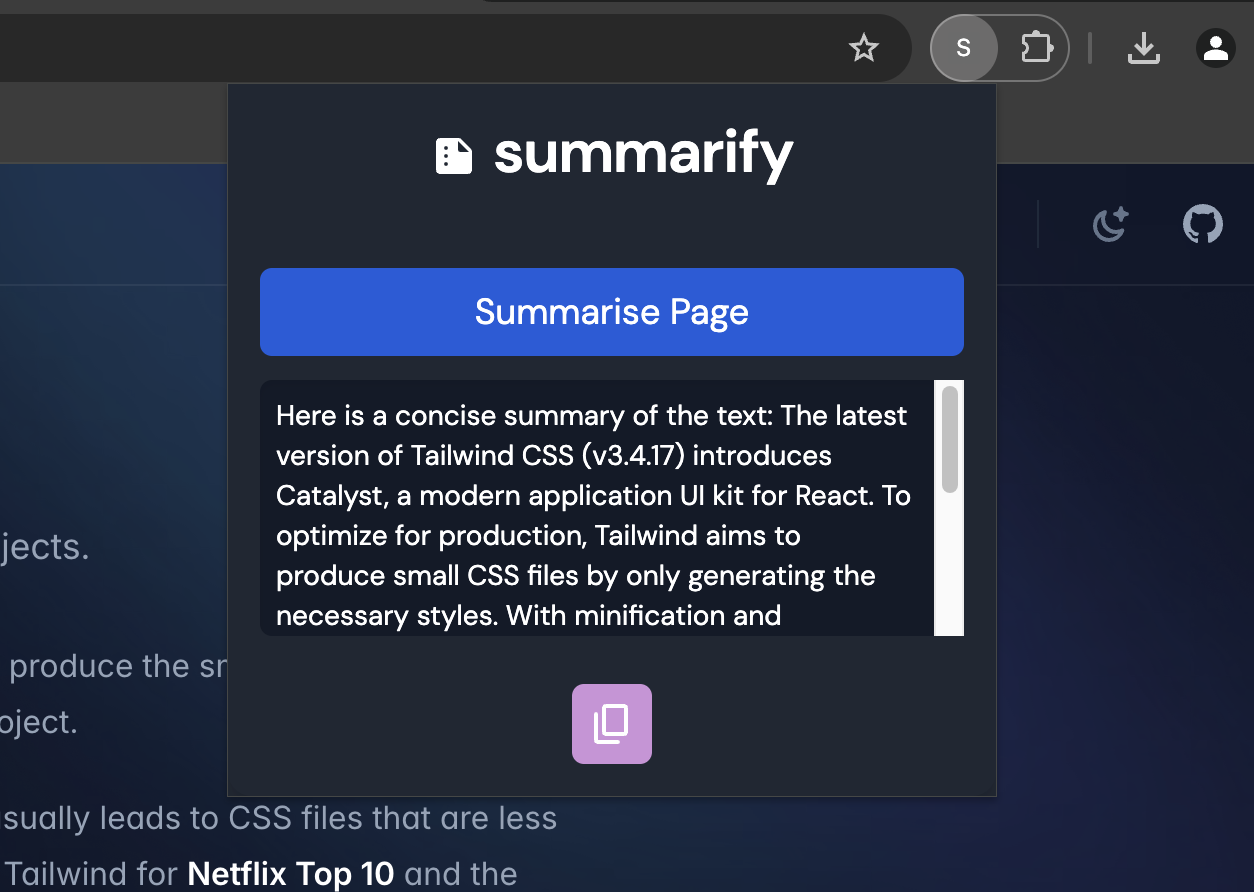 S
summarify
Summarise Page
Here is a concise summary of the text: The latest
version of Tailwind CSS (v3.4.17) introduces
Catalyst, a modern application UI kit for React. To
optimize for production, Tailwind aims to
produce small CSS files by only generating the
necessary styles. With minification and
jects.
produce the sm
oject.
sually leads to CSS files that are less
Tailwind for Netflix Top 10 and the